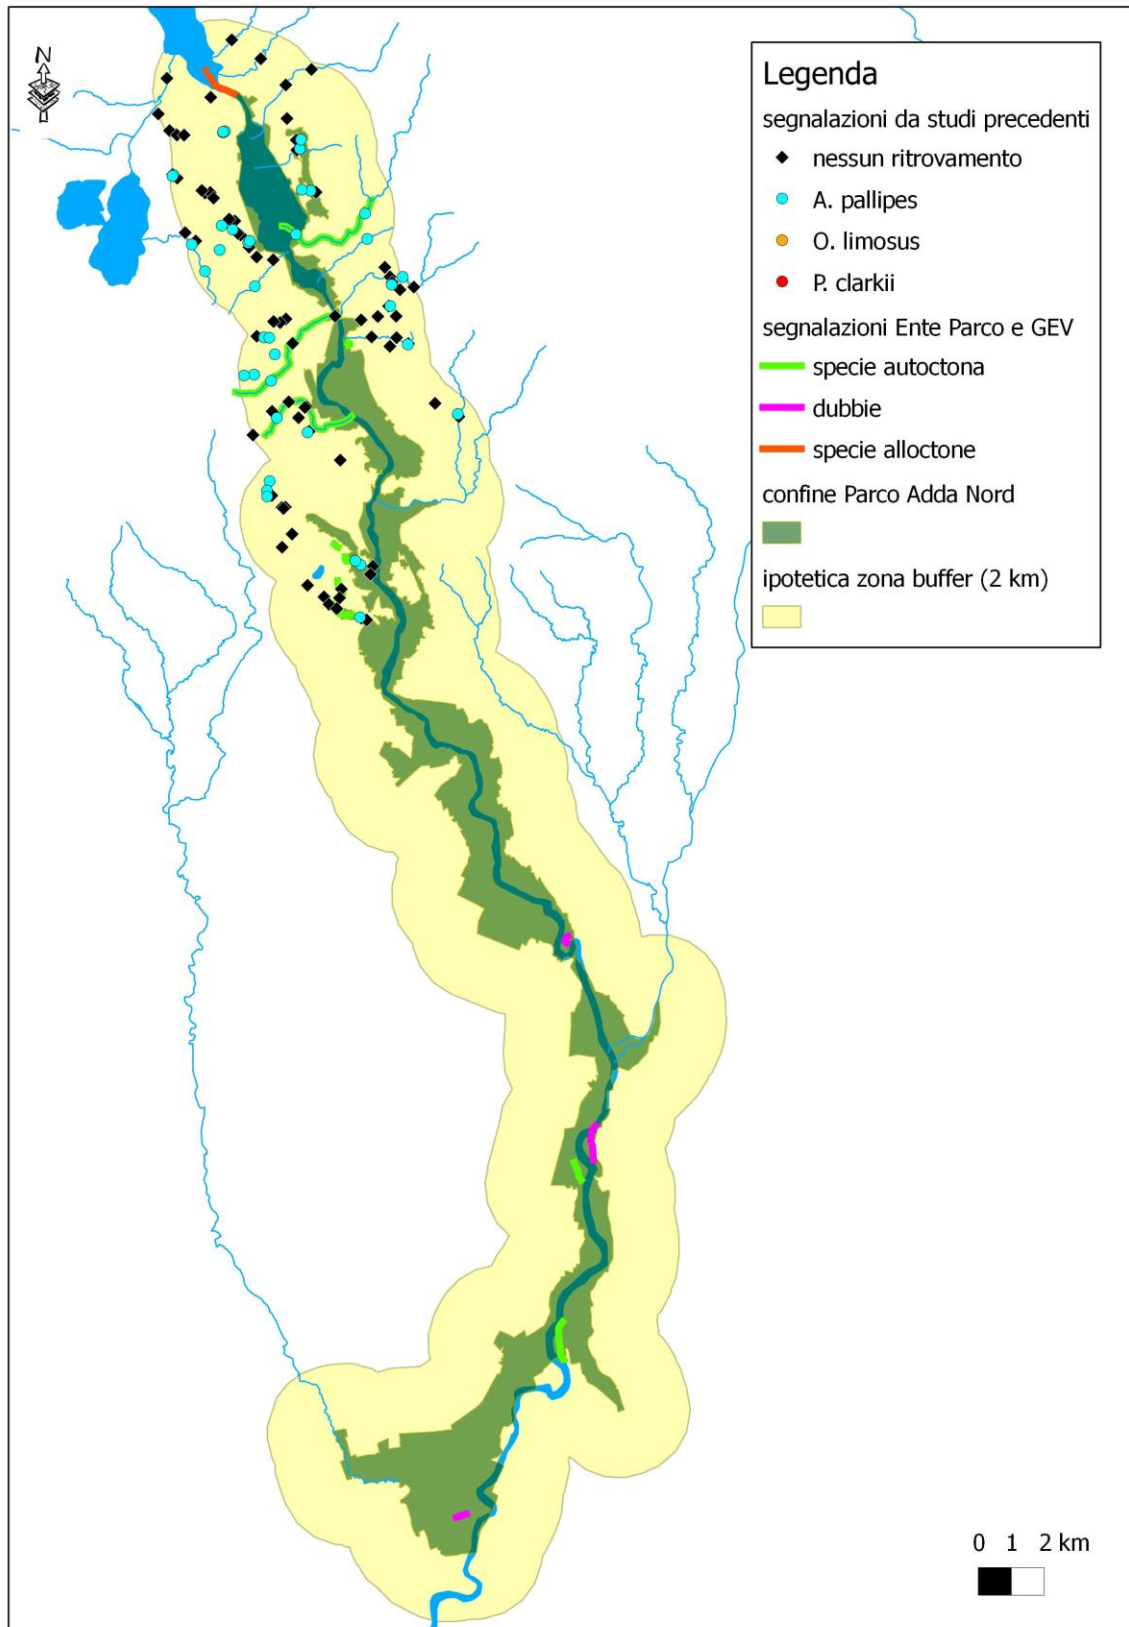 N
Legenda
segnalazioni da studi precedenti
nessun ritrovamento
A. pallipes
O. limosus
P. clarkii
segnalazioni Ente Parco e GEV
specie autoctona
dubbie
specie alloctone
confine Parco Adda Nord
ipotetica zona buffer (2 km)
0 1 2 km